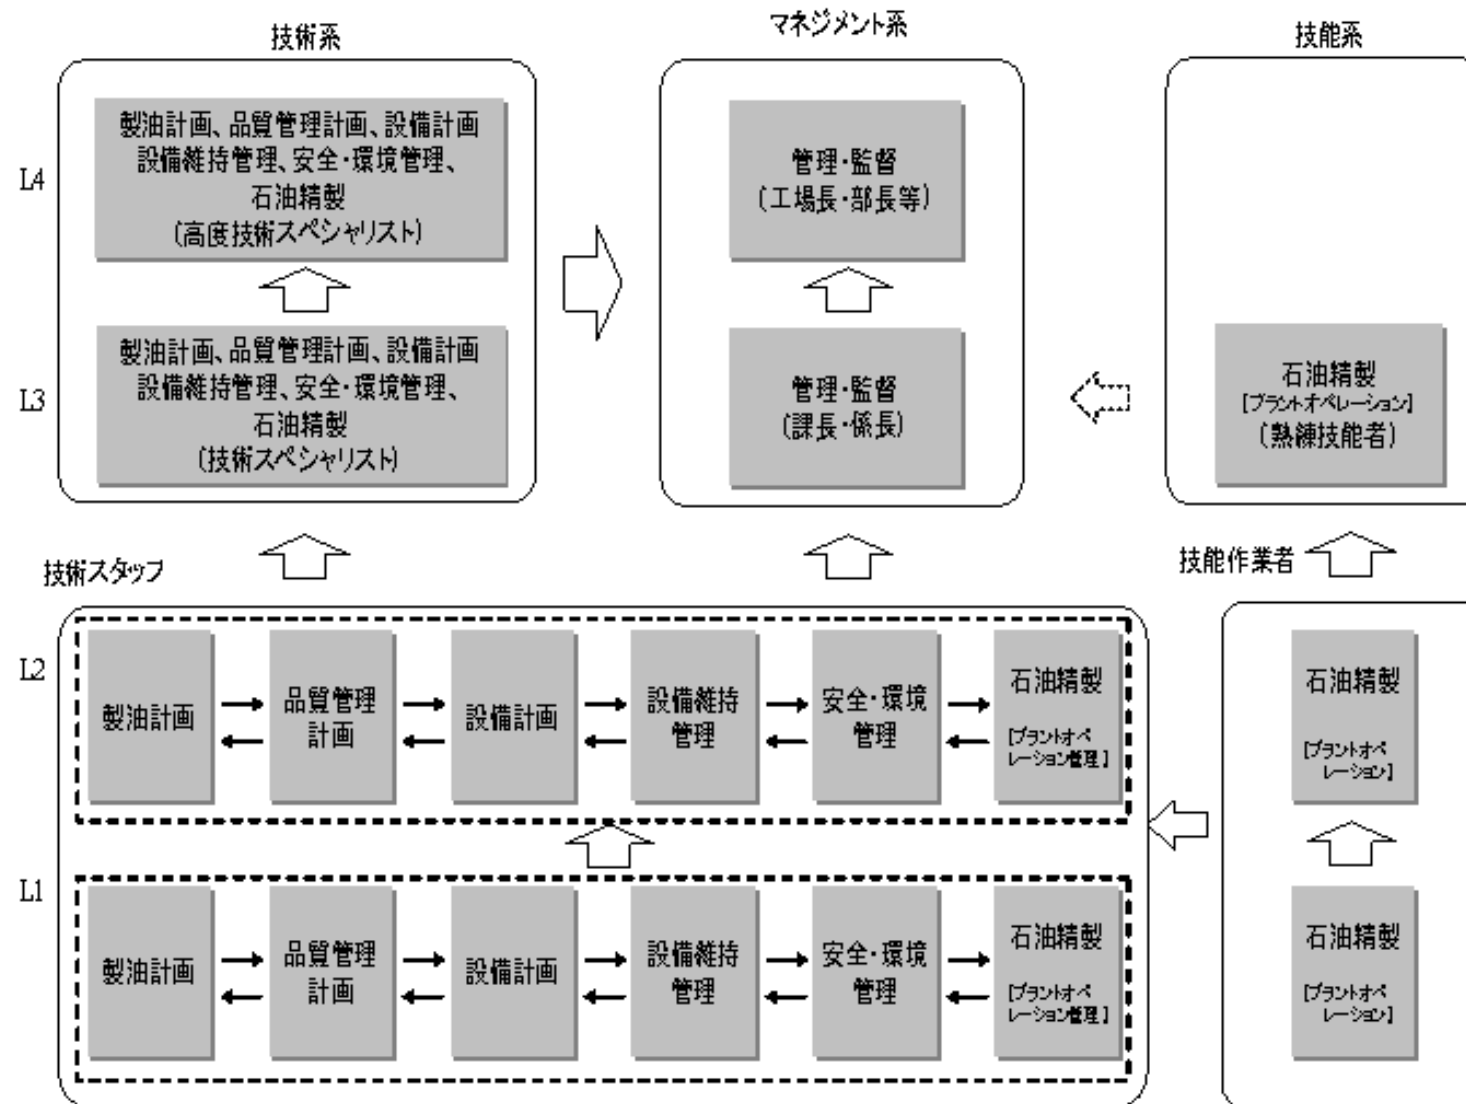 技術系
マネジメント系
技能系
L4
製油計画、品質管理計画、設備計画
設備維持管理、安全・環境管理、
石油精製
(高度技術スペシャリスト)
管理・監督
(工場長・部長等)
L3
製油計画、品質管理計画、設備計画
設備維持管理、安全・環境管理、
石油精製
(技術スペシャリスト)
管理・監督
(課長・係長)
石油精製
[プラントオペレーション]
(熟練技能者)
技術スタッフ
技能作業者
L2
製油計画
品質管理
計画
設備計画
設備維持
管理
安全・環境
管理
石油精製
[プラントオペ
レーション管理]
石油精製
[プラントオペ
レーション]
L1
製油計画
品質管理
計画
設備計画
設備維持
管理
安全・環境
管理
石油精製
[プラントオペ
レーション管理]
石油精製
[プラントオペ
レーション]